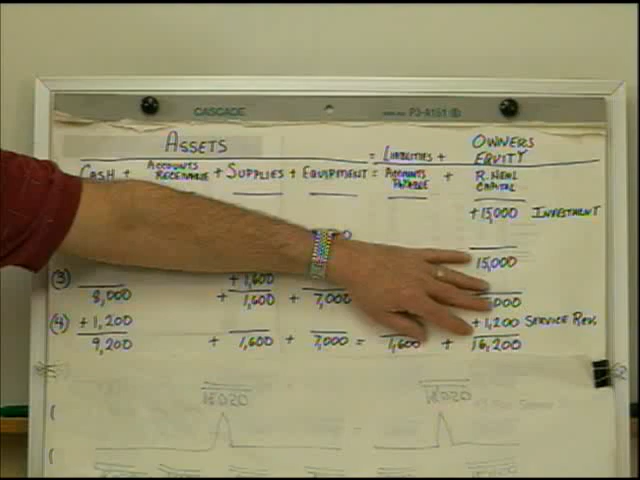 CASCADE
ASSETS = LIABILITIES + OWNERS EQUITY
CASH + ACCOUNTS RECEIVABLE + SUPPLIES + EQUIPMENT = ACCOUNTS PAYABLE + R. NEAL CAPITAL
+15,000 INVESTMENT
15,000
(3) +1,600
8,000 +1,600 + 7,000 ,000
(4) +1,200 +1,200 SERVICE REV.
9,200 + 1,600 + 7,000 = 1,600 + 16,200